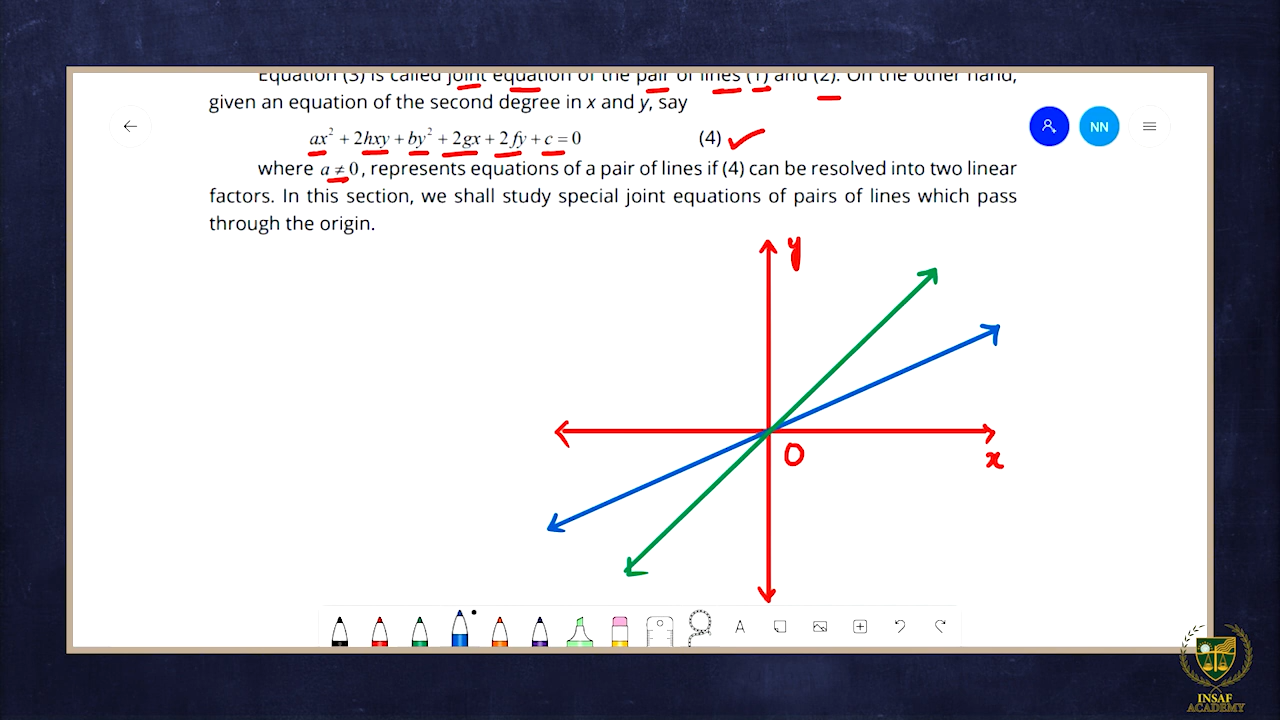 Equation (3) is called joint equation of the pair of lines (1) and (2). On the other hand,
given an equation of the second degree in x and y, say
ax² + 2hxy + by² + 2gx + 2fy + c = 0 (4)
where a ≠ 0, represents equations of a pair of lines if (4) can be resolved into two linear
factors. In this section, we shall study special joint equations of pairs of lines which pass
through the origin.
NN
y
O
x
A
INSAF
ACADEMY